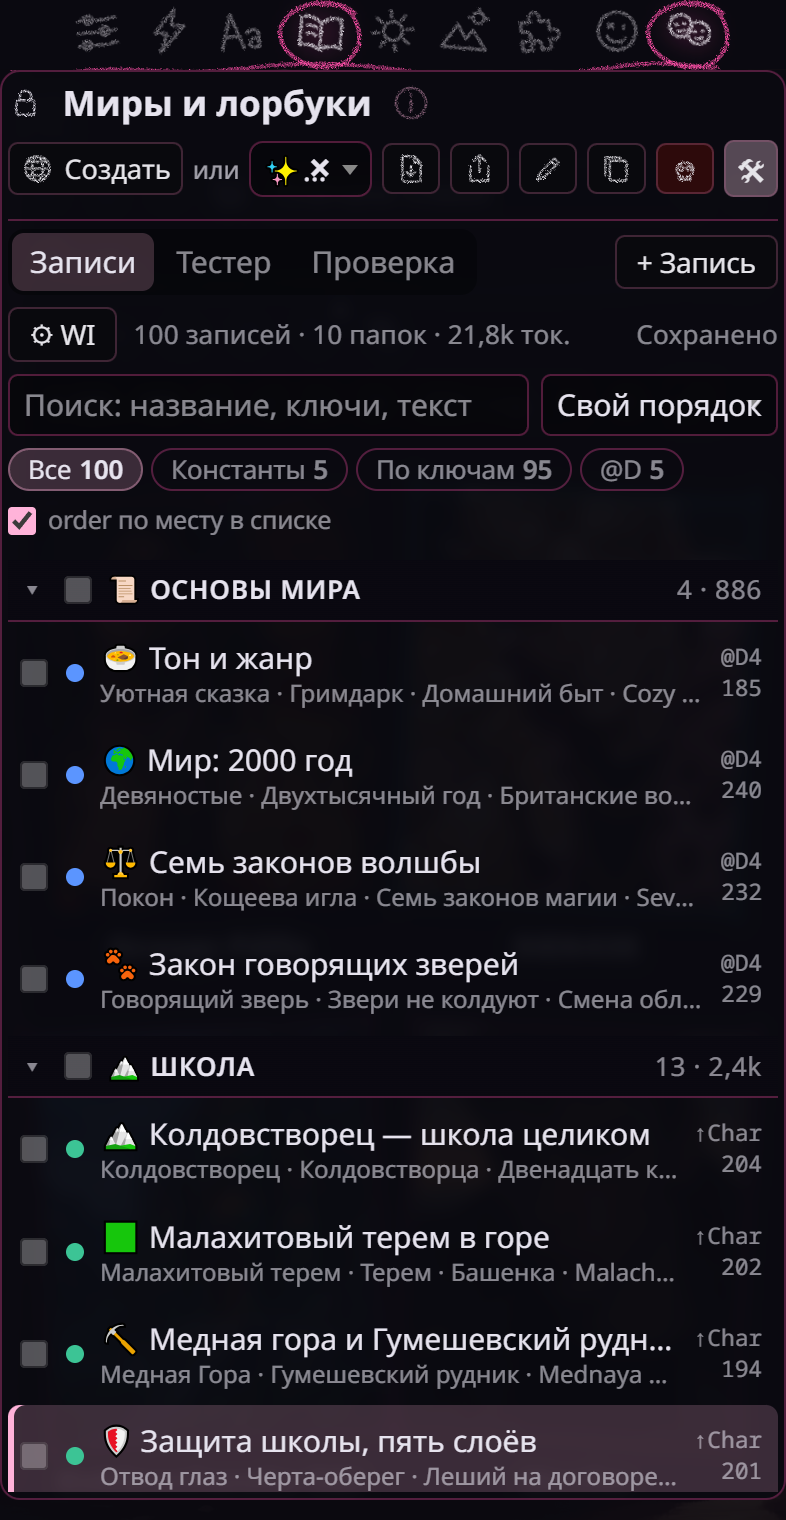 Aa
Миры и лорбуки
Создать или
Записи Тестер Проверка + Запись
WI 100 записей · 10 папок · 21,8k ток. Сохранено
Поиск: название, ключи, текст Свой порядок
Все 100 Константы 5 По ключам 95 @D 5
order по месту в списке
ОСНОВЫ МИРА 4 · 886
Тон и жанр @D4
Уютная сказка · Гримдарк · Домашний быт · Cozy ... 185
Мир: 2000 год @D4
Девяностые · Двухтысячный год · Британские во... 240
Семь законов волшбы @D4
Покон · Кощеева игла · Семь законов магии · Sev... 232
Закон говорящих зверей @D4
Говорящий зверь · Звери не колдуют · Смена обл... 229
ШКОЛА 13 · 2,4k
Колдовстворец — школа целиком ↑Char
Колдовстворец · Колдовстворца · Двенадцать к... 204
Малахитовый терем в горе ↑Char
Малахитовый терем · Терем · Башенка · Malach... 202
Медная гора и Гумешевский рудн... ↑Char
Медная Гора · Гумешевский рудник · Mednaya ... 194
Защита школы, пять слоёв ↑Char
Отвод глаз · Черта-оберег · Леший на договоре... 201